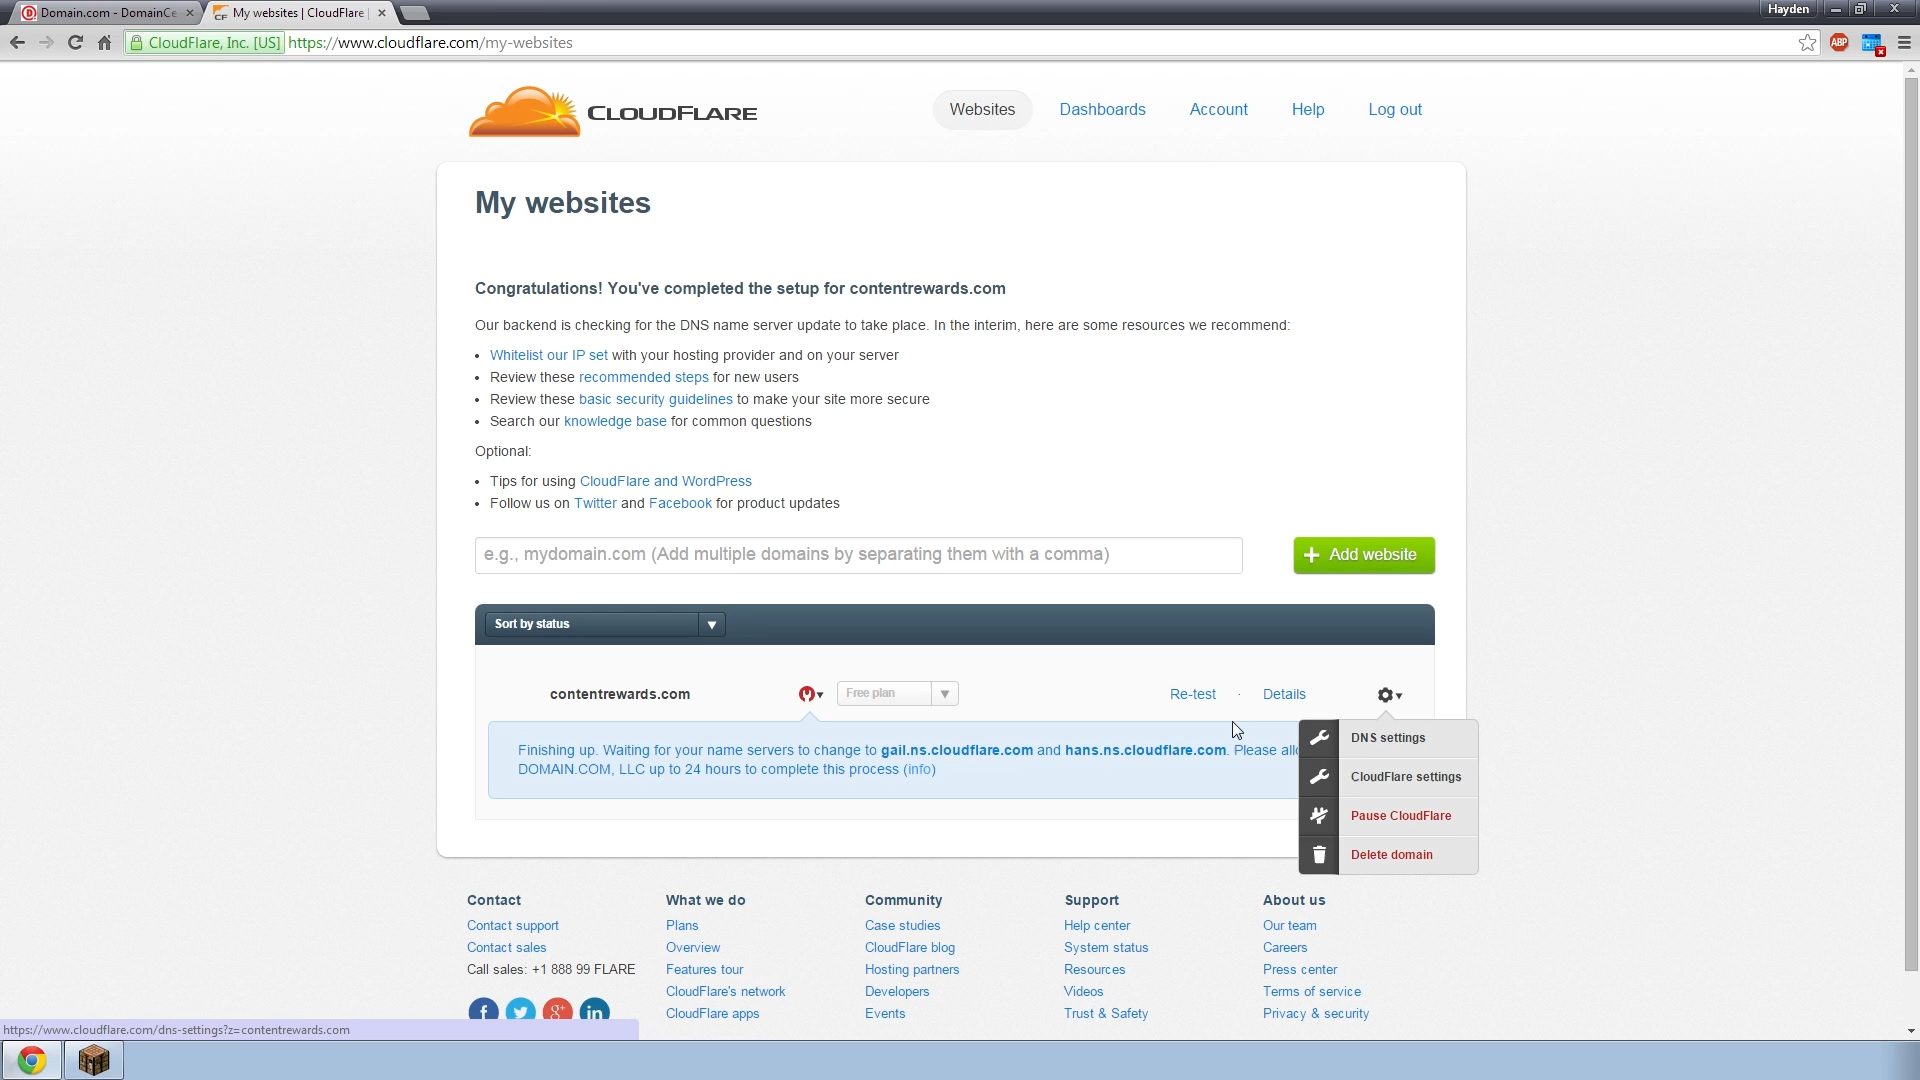 Domain.com - DomainCe
My websites | CloudFlare
Hayden
CloudFlare, Inc. [US]
https://www.cloudflare.com/my-websites
ABP
CLOUDFLARE
Websites
Dashboards
Account
Help
Log out
My websites
Congratulations! You've completed the setup for contentrewards.com
Our backend is checking for the DNS name server update to take place. In the interim, here are some resources we recommend:
• Whitelist our IP set with your hosting provider and on your server
• Review these recommended steps for new users
• Review these basic security guidelines to make your site more secure
• Search our knowledge base for common questions
Optional:
• Tips for using CloudFlare and WordPress
• Follow us on Twitter and Facebook for product updates
e.g., mydomain.com (Add multiple domains by separating them with a comma)
+ Add website
Sort by status
contentrewards.com
Free plan
Re-test · Details
Finishing up. Waiting for your name servers to change to gail.ns.cloudflare.com and hans.ns.cloudflare.com. Please allo
DOMAIN.COM, LLC up to 24 hours to complete this process (info)
DNS settings
CloudFlare settings
Pause CloudFlare
Delete domain
Contact
Contact support
Contact sales
Call sales: +1 888 99 FLARE
What we do
Plans
Overview
Features tour
CloudFlare's network
CloudFlare apps
Community
Case studies
CloudFlare blog
Hosting partners
Developers
Events
Support
Help center
System status
Resources
Videos
Trust & Safety
About us
Our team
Careers
Press center
Terms of service
Privacy & security
https://www.cloudflare.com/dns-settings?z=contentrewards.com